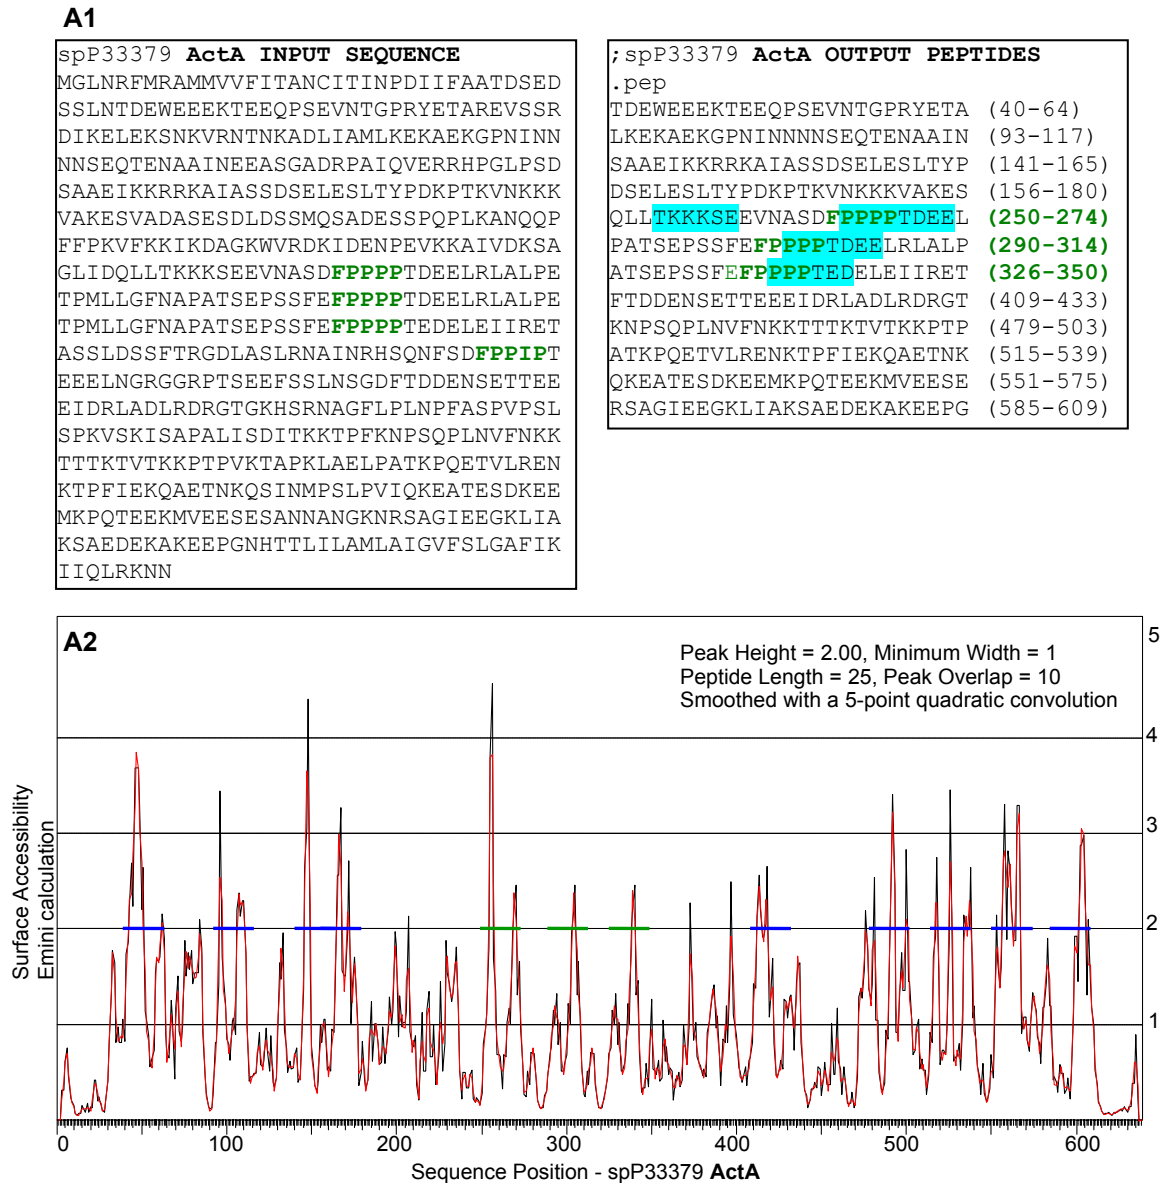 A1
spP33379 ActA INPUT SEQUENCE
MGLNRFMRAMMVVFITANCITINPDIIFAATDSED
SSLNTDEWEEEKTEEQPSEVNTGPRYETAREVSSR
DIKELEKSNKVRNTNKADLIAMLKEKAEKGPNINN
NNSEQTENAAINEEASGADRPAIQVERRHPGLPSD
SAAEIKKRRKAIASSDSELESLTYPDKPTKVNKKK
VAKESVADASESDLDSSMQSADESSPQPLKANQQP
FFPKVFKKIKDAGKWVRDKIDENPEVKKAIVDKSA
GLIDQLLTKKKSEEVNASDFPPPPTDEELRLALPE
TPMLLGFNAPATSEPSSFEFPPPPTDEELRLALPE
TPMLLGFNAPATSEPSSFEFPPPPTEDELEIIRET
ASSLDSSFTRGDLASLRNAINRHSQNFSDFPPIPT
EEELNGRGGRPTSEEFSSLNSGDFTDDENSETTEE
EIDRLADLRDRGTGKHSRNAGFLPLNPFASPVPSL
SPKVSKISAPALISDITKKTPFKNPSQPLNVFNKK
TTTKTVTKKPTPVKTAPKLAELPATKPQETVLREN
KTPFIEKQAETNKQSINMPSLPVIQKEATESDKEE
MKPQTEEKMVEESESANNANGKNRSAGIEEGKLIA
KSAEDEKAKEEPGNHTTLILAMLAIGVFSLGAFIK
IIQLRKNN
;spP33379 ActA OUTPUT PEPTIDES
.pep
TDEWEEEKTEEQPSEVNTGPRYETA (40-64)
LKEKAEKGPNINNNNSEQTENAAIN (93-117)
SAAEIKKRRKAIASSDSELESLTYP (141-165)
DSELESLTYPDKPTKVNKKKVAKES (156-180)
QLLTKKKSEEVNASDFPPPPTDEEL (250-274)
PATSEPSSFEFPPPPTDEELRLALP (290-314)
ATSEPSSFEFPPPPTEDELEIIRET (326-350)
FTDDENSETTEEEIDRLADLRDRGT (409-433)
KNPSQPLNVFNKKTTTKTVTKKPTP (479-503)
ATKPQETVLRENKTPFIEKQAETNK (515-539)
QKEATESDKEEMKPQTEEKMVEESE (551-575)
RSAGIEEGKLIAKSAEDEKAKEEPG (585-609)
A2
Peak Height = 2.00, Minimum Width = 1
Peptide Length = 25, Peak Overlap = 10
Smoothed with a 5-point quadratic convolution
5
4
3
2
1
Surface Accessibility
Emini calculation
0 100 200 300 400 500 600
Sequence Position - spP33379 ActA